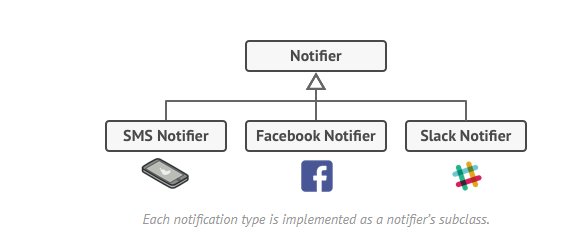 Notifier
SMS Notifier
Facebook Notifier
Slack Notifier
Each notification type is implemented as a notifier's subclass.